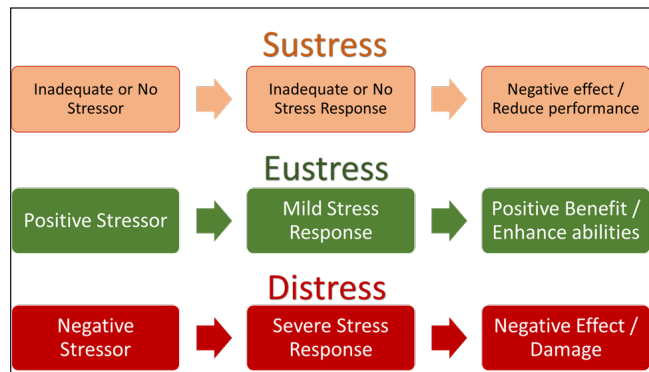 Sustress
Inadequate or No
Stressor
Inadequate or No
Stress Response
Negative effect /
Reduce performance
Eustress
Positive Stressor
Mild Stress
Response
Positive Benefit /
Enhance abilities
Distress
Negative
Stressor
Severe Stress
Response
Negative Effect /
Damage